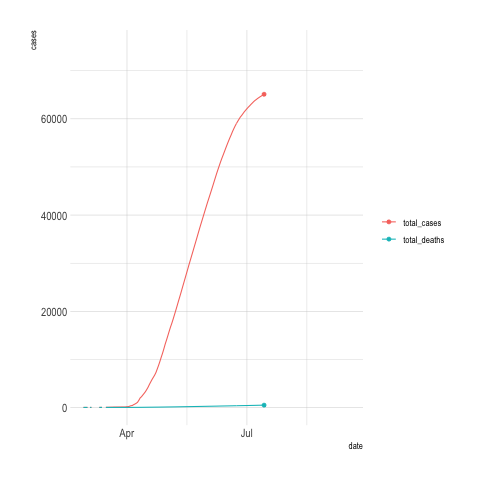 cases
60000
40000
20000
0
Apr
Jul
date
total_cases
total_deaths